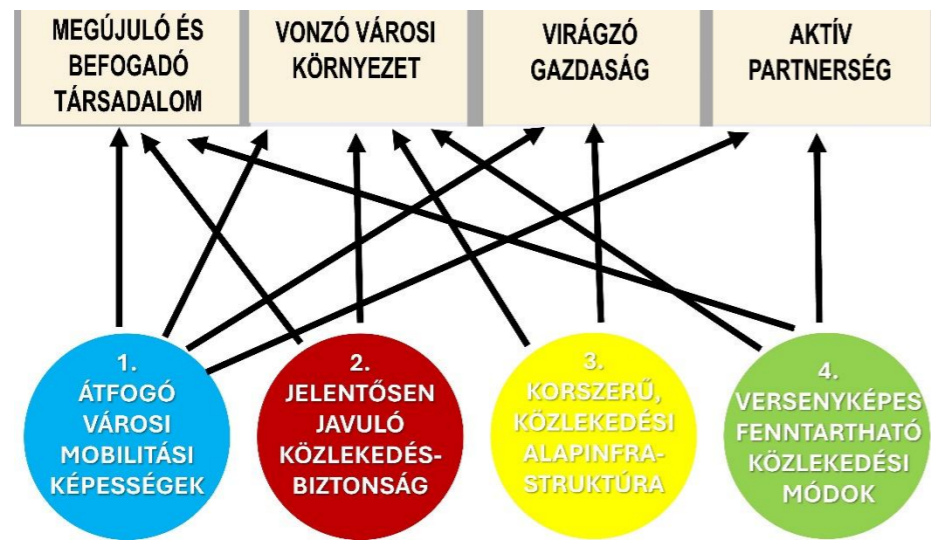 MEGÚJULÓ ÉS
BEFOGADÓ
TÁRSADALOM
VONZÓ VÁROSI
KÖRNYEZET
VIRÁGZÓ
GAZDASÁG
AKTÍV
PARTNERSÉG
1.
ÁTFOGÓ
VÁROSI
MOBILITÁSI
KÉPESSÉGEK
2.
JELENTŐSEN
JAVULÓ
KÖZLEKEDÉS-
BIZTONSÁG
3.
KORSZERŰ,
KÖZLEKEDÉSI
ALAPINFRA-
STRUKTÚRA
4.
VERSENYKÉPES
FENNTARTHATÓ
KÖZLEKEDÉSI
MÓDOK